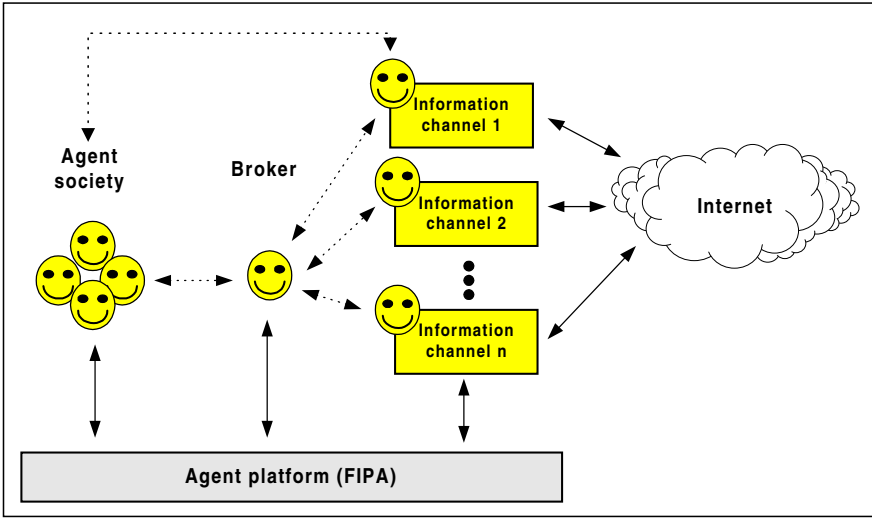 Information
channel 1
Agent
society
Broker
Information
channel 2
Internet
Information
channel n
Agent platform (FIPA)